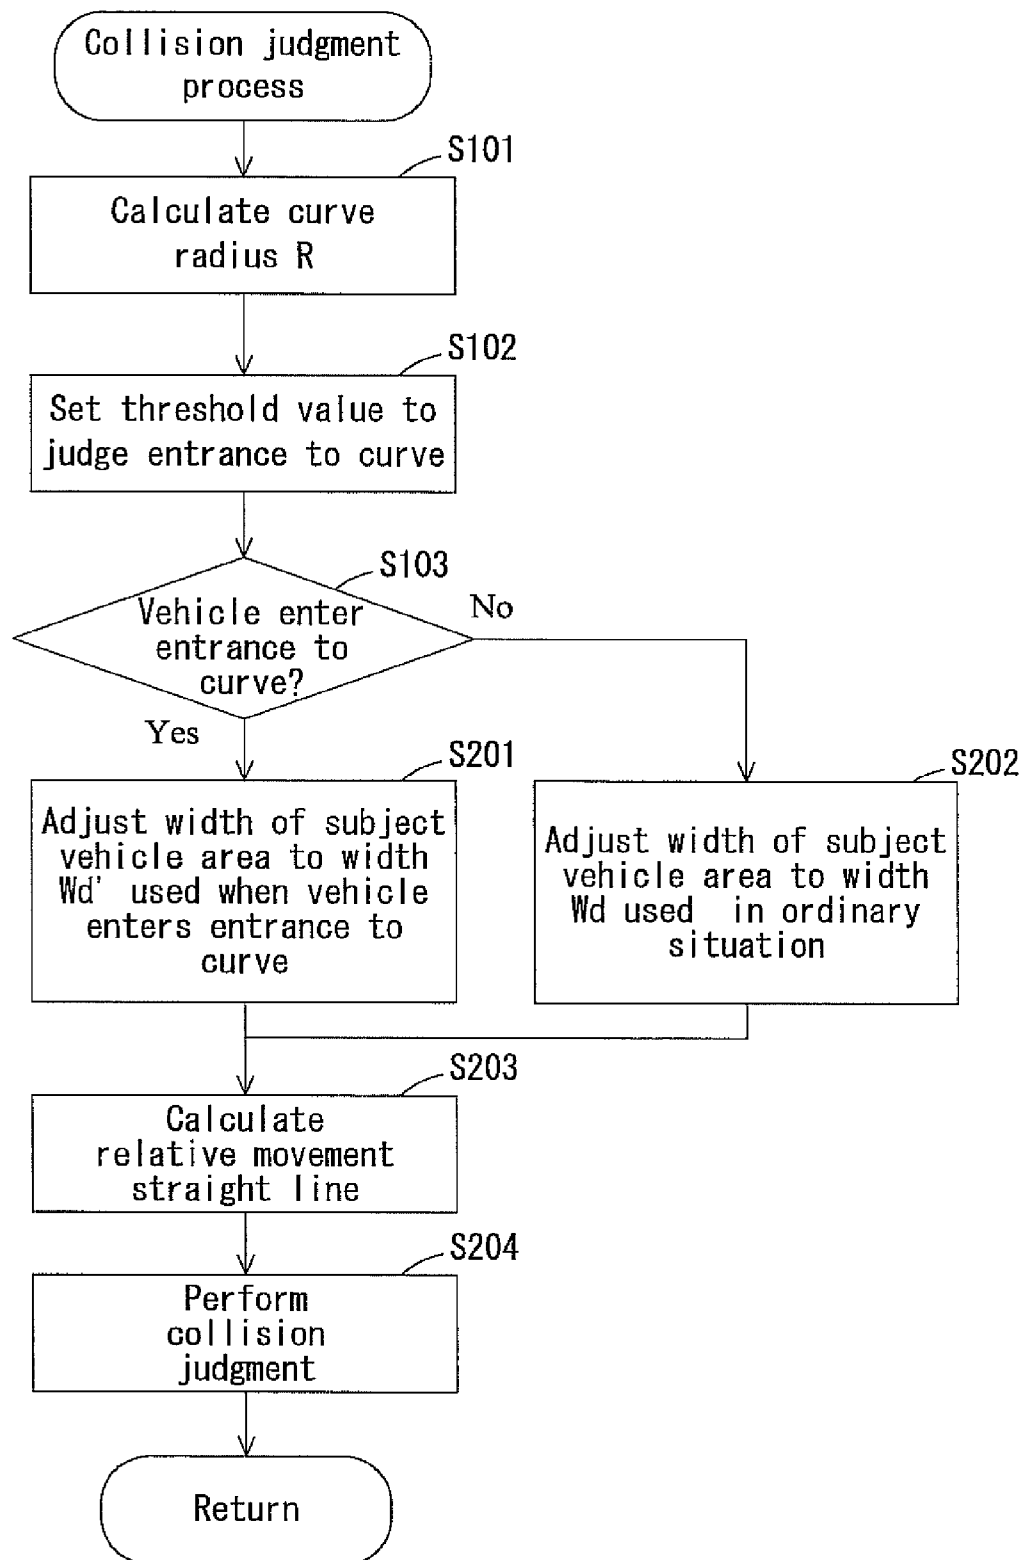 Collision judgment
process
S101
Calculate curve
radius R
S102
Set threshold value to
judge entrance to curve
S103
Vehicle enter
entrance to
curve?
No
Yes
S201
Adjust width of subject
vehicle area to width
Wd' used when vehicle
enters entrance to
curve
S202
Adjust width of subject
vehicle area to width
Wd used in ordinary
situation
S203
Calculate
relative movement
straight line
S204
Perform
collision
judgment
Return